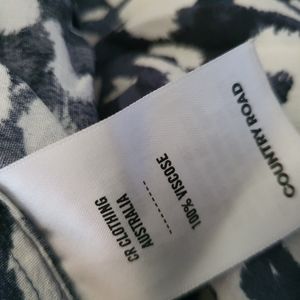 COUNTRY ROAD
100% VISCOSE
----------
CR CLOTHING
AUSTRALIA